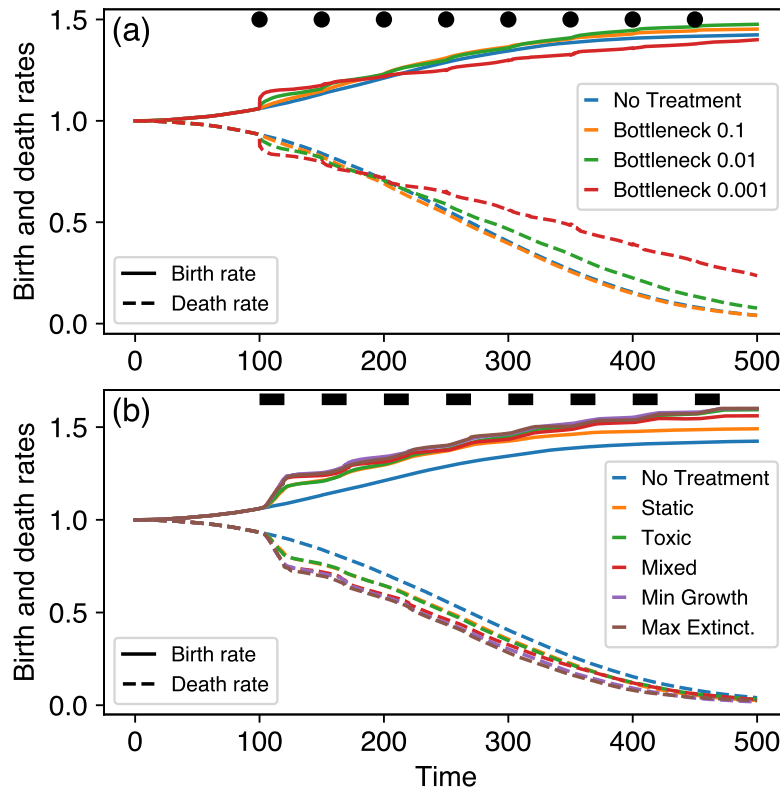 (a)
1.5
1.0
0.5
0.0
Birth and death rates
No Treatment
Bottleneck 0.1
Bottleneck 0.01
Bottleneck 0.001
Birth rate
Death rate
0 100 200 300 400 500
(b)
1.5
1.0
0.5
0.0
Birth and death rates
No Treatment
Static
Toxic
Mixed
Min Growth
Max Extinct.
Birth rate
Death rate
0 100 200 300 400 500
Time